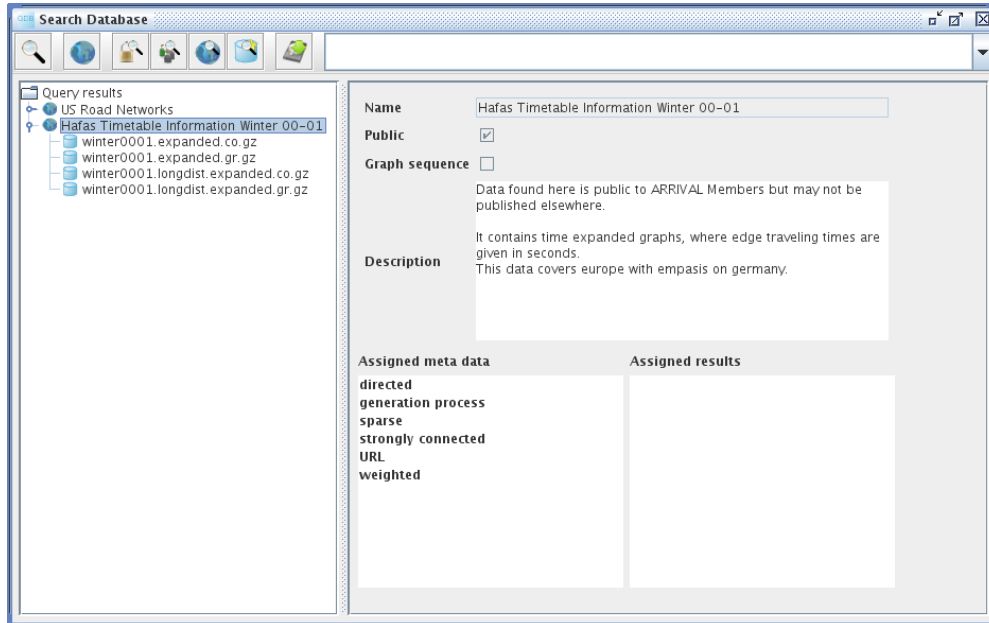 Search Database
Query results
US Road Networks
Hafas Timetable Information Winter 00-01
winter0001.expanded.co.gz
winter0001.expanded.gr.gz
winter0001.longdist.expanded.co.gz
winter0001.longdist.expanded.gr.gz
Name Hafas Timetable Information Winter 00-01
Public
Graph sequence
Description
Data found here is public to ARRIVAL Members but may not be
published elsewhere.
It contains time expanded graphs, where edge traveling times are
given in seconds.
This data covers europe with empasis on germany.
Assigned meta data
directed
generation process
sparse
strongly connected
URL
weighted
Assigned results